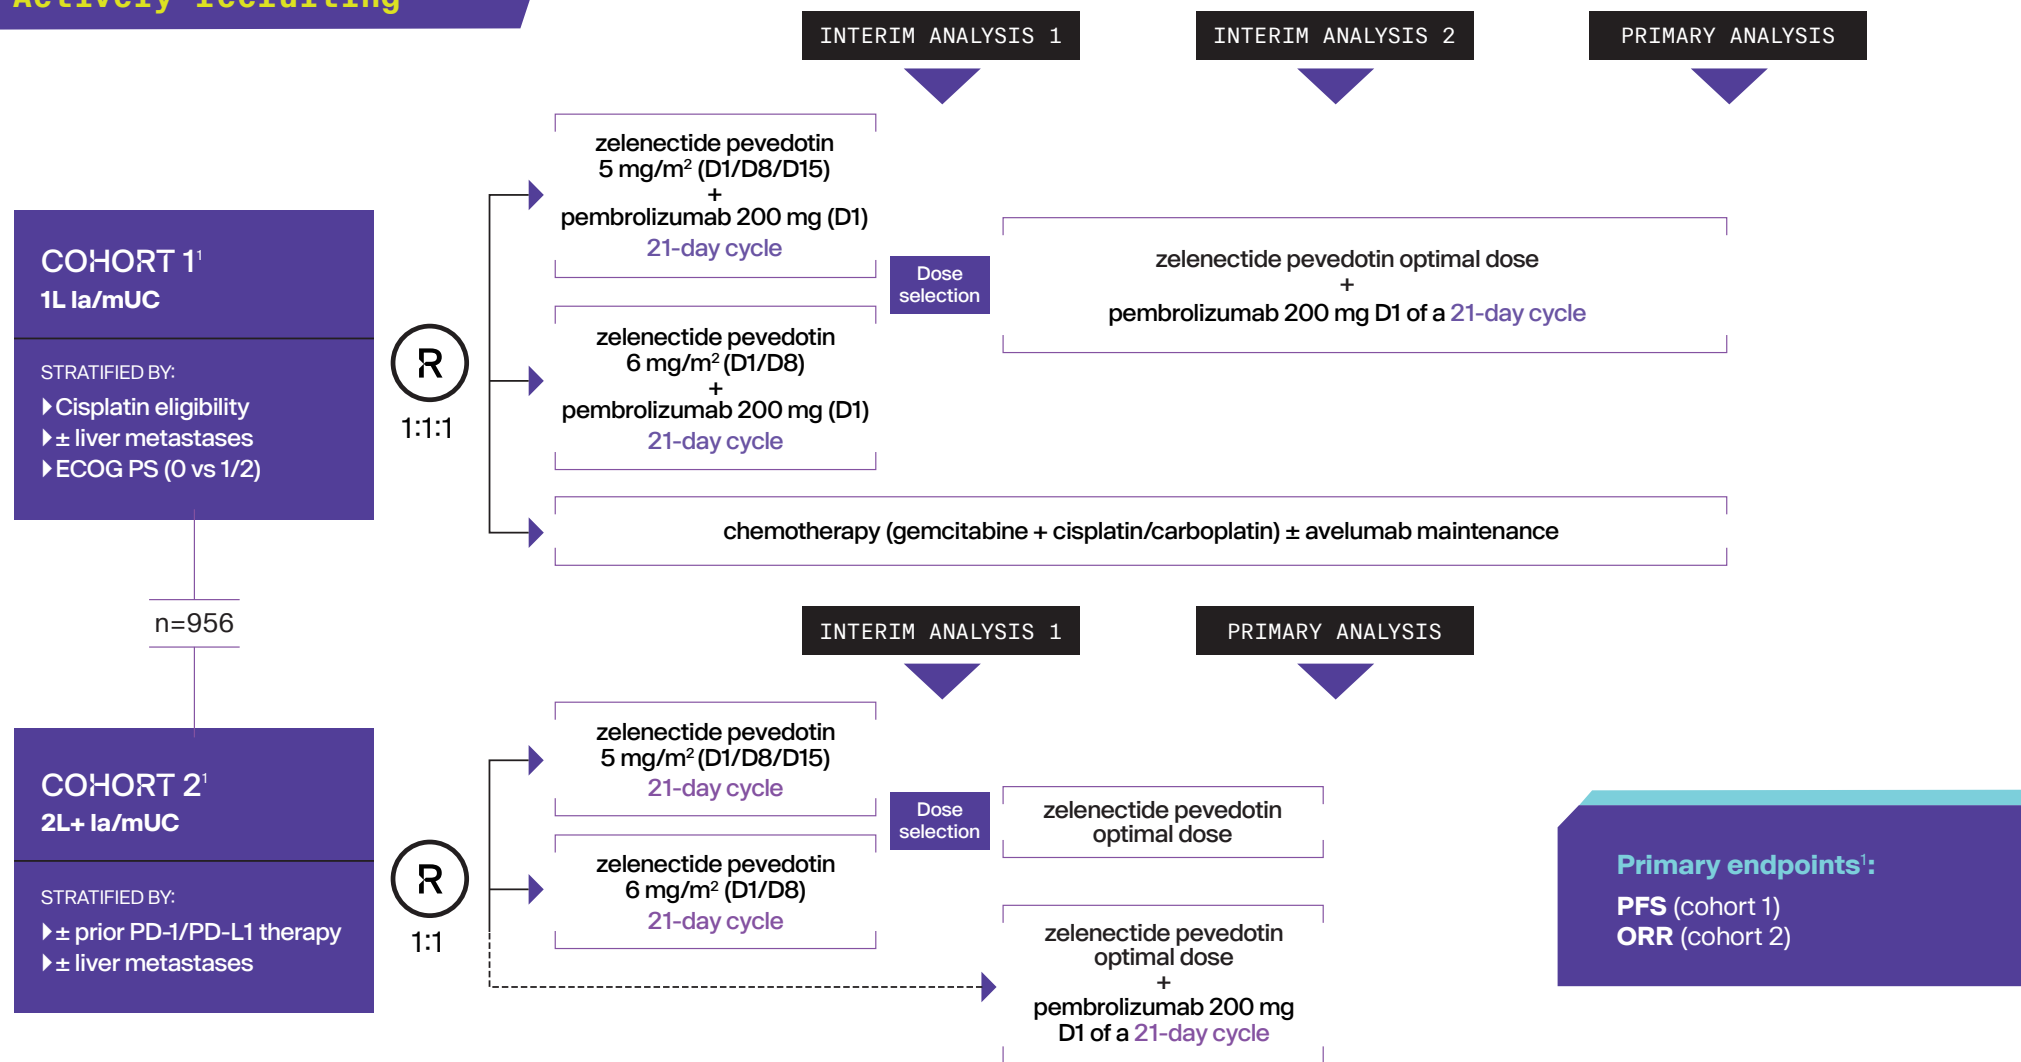 Actively recruiting
INTERIM ANALYSIS 1
INTERIM ANALYSIS 2
PRIMARY ANALYSIS
COHORT 1¹
1L la/mUC
STRATIFIED BY:
Cisplatin eligibility
± liver metastases
ECOG PS (0 vs 1/2)
R
1:1:1
zelenectide pevedotin
5 mg/m² (D1/D8/D15)
+
pembrolizumab 200 mg (D1)
21-day cycle
zelenectide pevedotin
6 mg/m² (D1/D8)
+
pembrolizumab 200 mg (D1)
21-day cycle
Dose
selection
zelenectide pevedotin optimal dose
+
pembrolizumab 200 mg D1 of a 21-day cycle
chemotherapy (gemcitabine + cisplatin/carboplatin) ± avelumab maintenance
n=956
INTERIM ANALYSIS 1
PRIMARY ANALYSIS
COHORT 2¹
2L+ la/mUC
STRATIFIED BY:
± prior PD-1/PD-L1 therapy
± liver metastases
R
1:1
zelenectide pevedotin
5 mg/m² (D1/D8/D15)
21-day cycle
zelenectide pevedotin
6 mg/m² (D1/D8)
21-day cycle
Dose
selection
zelenectide pevedotin
optimal dose
zelenectide pevedotin
optimal dose
+
pembrolizumab 200 mg
D1 of a 21-day cycle
Primary endpoints¹:
PFS (cohort 1)
ORR (cohort 2)